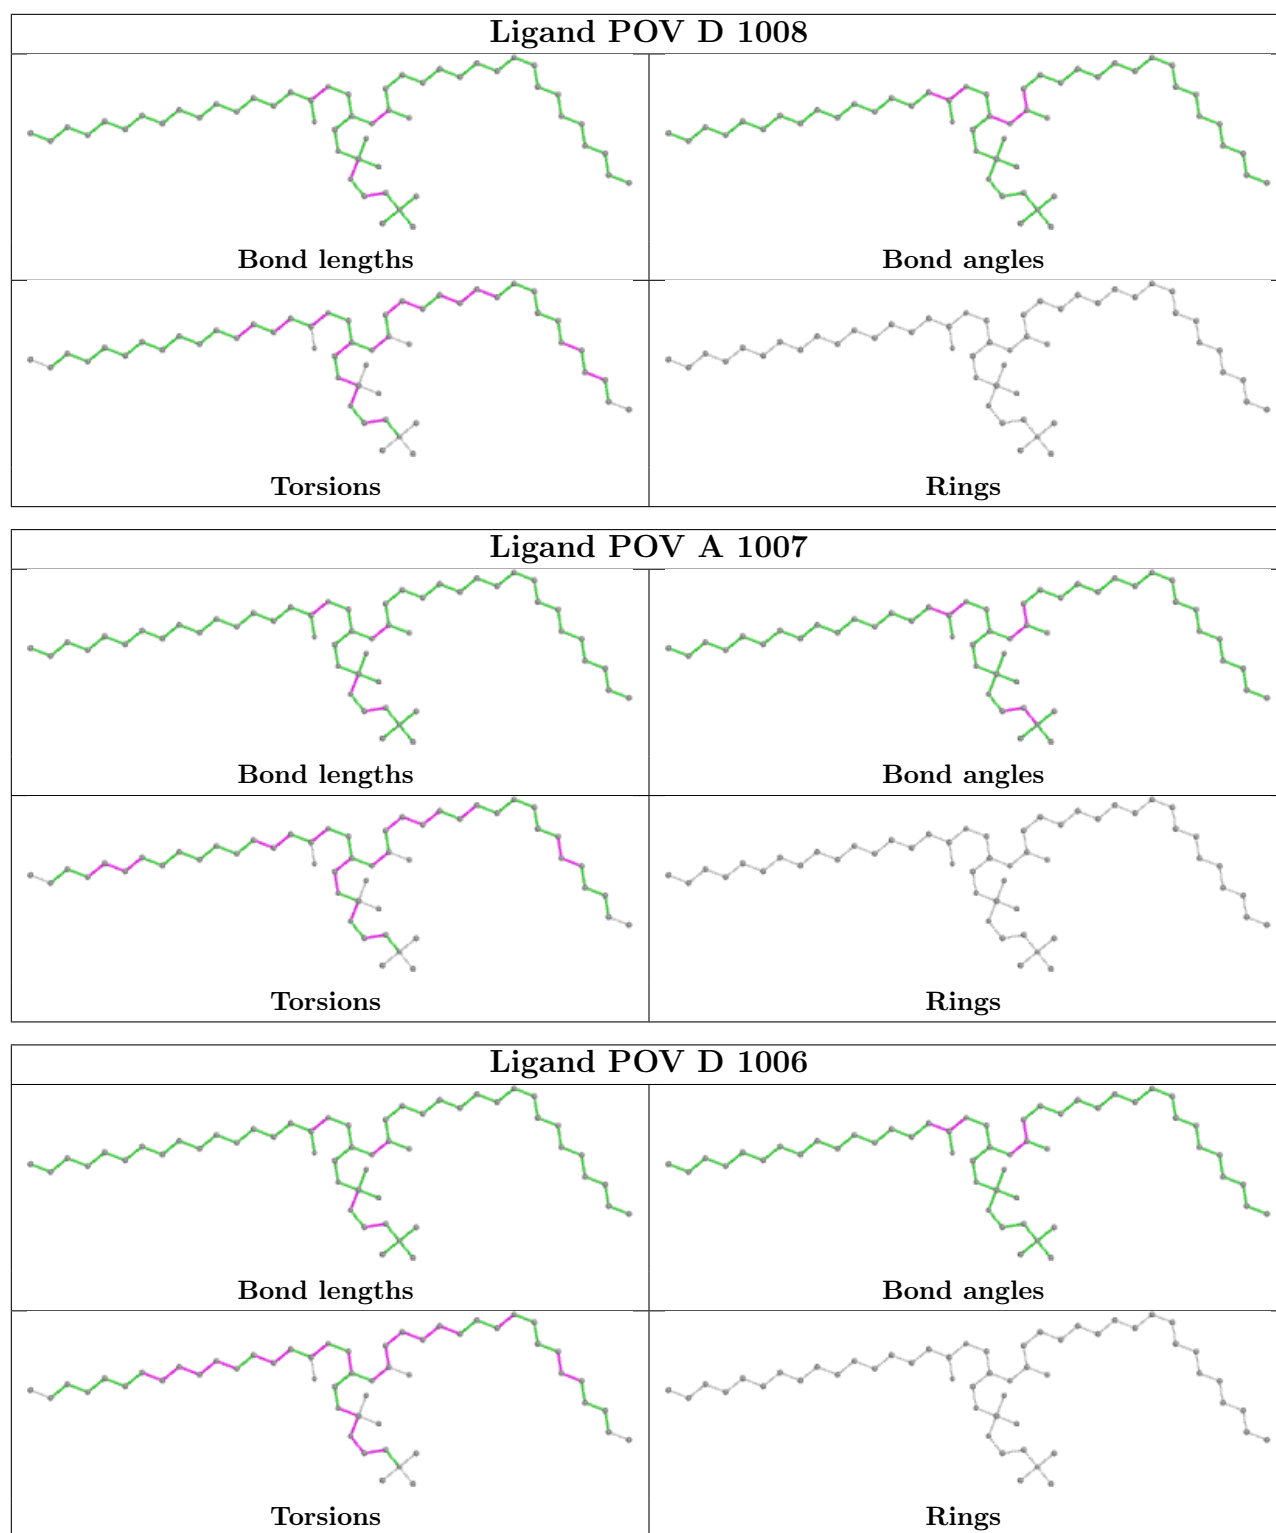 Ligand POV D 1008
Bond lengths
Bond angles
Torsions
Rings
Ligand POV A 1007
Bond lengths
Bond angles
Torsions
Rings
Ligand POV D 1006
Bond lengths
Bond angles
Torsions
Rings